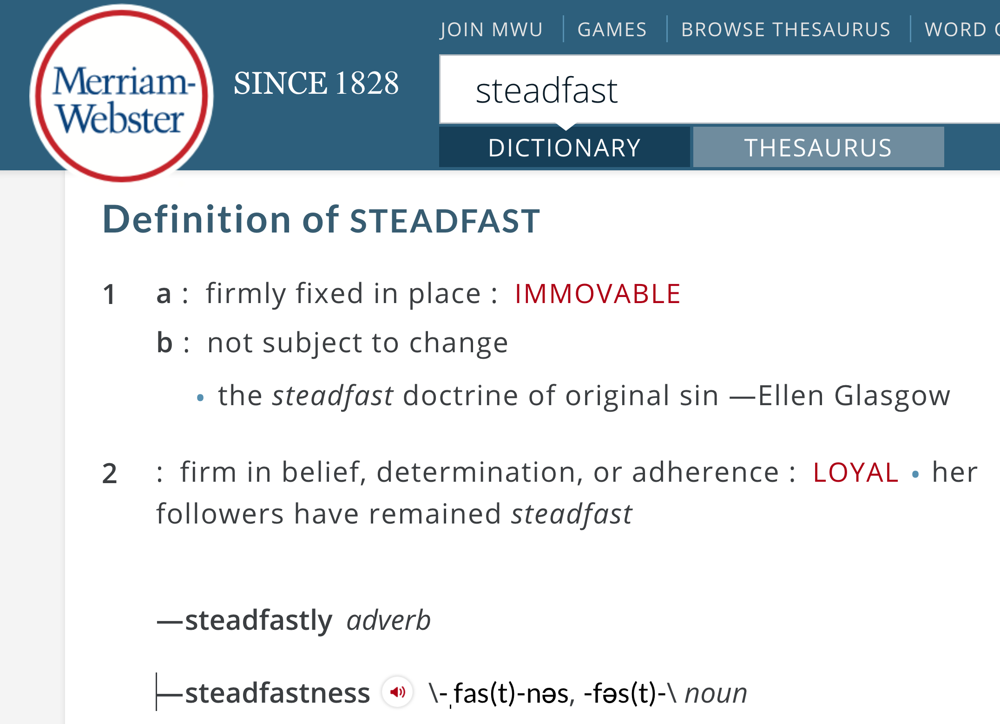 JOIN MWU GAMES BROWSE THESAURUS WORD
Merriam-
Webster
SINCE 1828
steadfast
DICTIONARY THESAURUS
Definition of STEADFAST
1 a : firmly fixed in place : IMMOVABLE
b : not subject to change
• the steadfast doctrine of original sin —Ellen Glasgow
2 : firm in belief, determination, or adherence : LOYAL • her
followers have remained steadfast
—steadfastly adverb
—steadfastness \-ˌfas(t)-nəs, -fəs(t)-\ noun